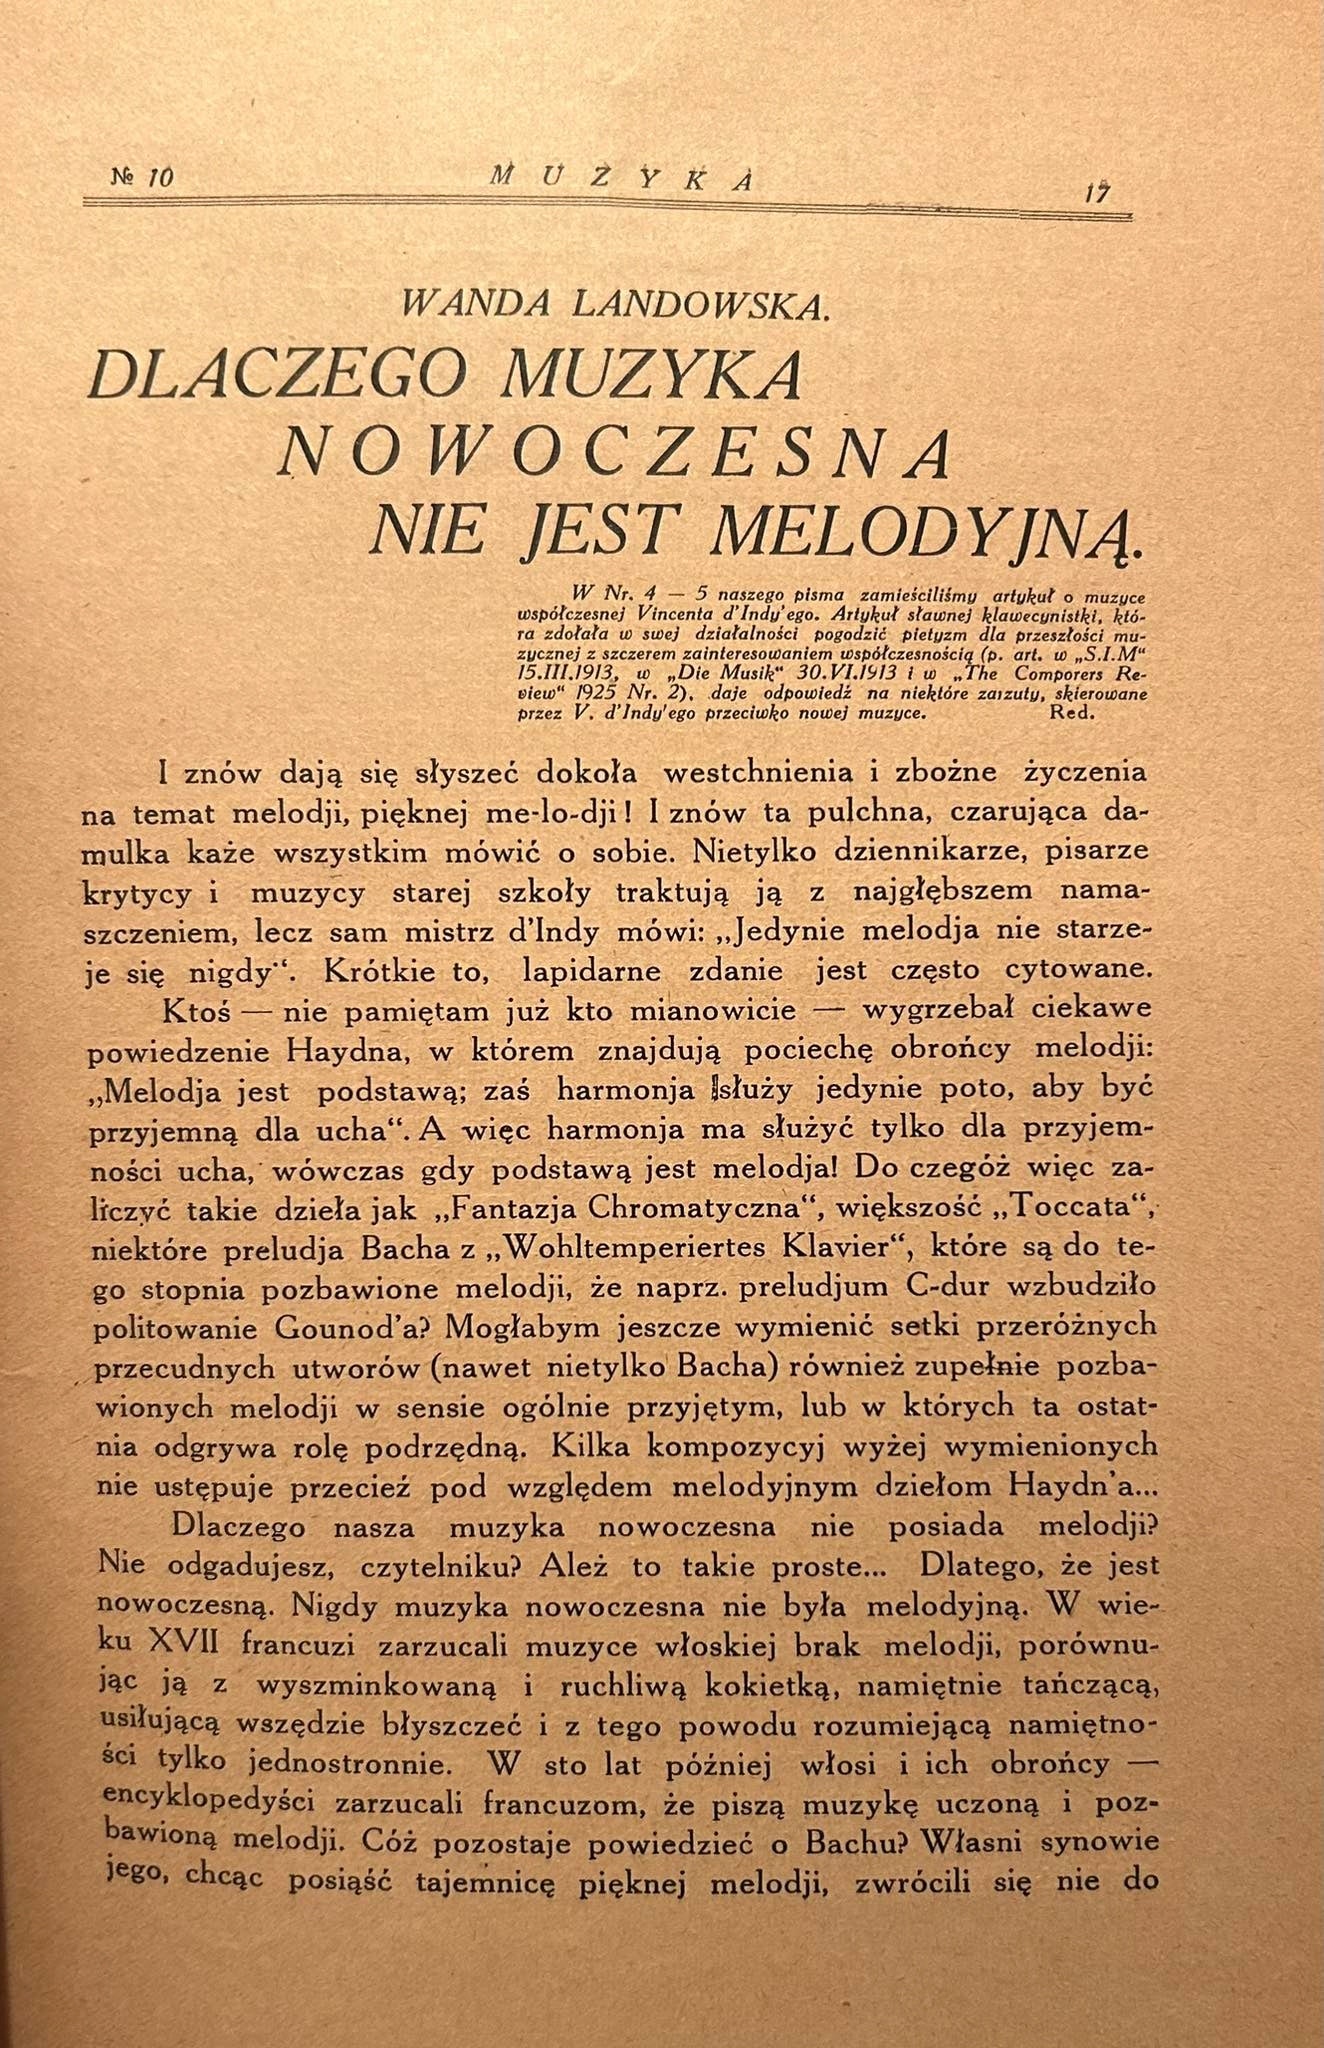 № 10 MUZYKA 17
WANDA LANDOWSKA.
DLACZEGO MUZYKA
NOWOCZESNA
NIE JEST MELODYJNĄ.
W Nr. 4 — 5 naszego pisma zamieściliśmy artykuł o muzyce
współczesnej Vincenta d'Indy'ego. Artykuł sławnej klawecynistki, któ-
ra zdołała w swej działalności pogodzić pietyzm dla przeszłości mu-
zycznej z szczerem zainteresowaniem współczesnością (p. art. w „S.I.M“
15.III.1913, w „Die Musik“ 30.VI.1913 i w „The Comporers Re-
view“ 1925 Nr. 2), daje odpowiedź na niektóre zarzuty, skierowane
przez V. d'Indy'ego przeciwko nowej muzyce. Red.
I znów dają się słyszeć dokoła westchnienia i zbożne życzenia
na temat melodji, pięknej me-lo-dji! I znów ta pulchna, czarująca da-
mulka każe wszystkim mówić o sobie. Nietylko dziennikarze, pisarze
krytycy i muzycy starej szkoły traktują ją z najgłębszem nama-
szczeniem, lecz sam mistrz d'Indy mówi: „Jedynie melodja nie starze-
je się nigdy“. Krótkie to, lapidarne zdanie jest często cytowane.
Ktoś — nie pamiętam już kto mianowicie — wygrzebał ciekawe
powiedzenie Haydna, w którem znajdują pociechę obrońcy melodji:
„Melodja jest podstawą; zaś harmonja służy jedynie poto, aby być
przyjemną dla ucha“. A więc harmonja ma służyć tylko dla przyjem-
ności ucha, wówczas gdy podstawą jest melodja! Do czegóż więc za-
liczyć takie dzieła jak „Fantazja Chromatyczna“, większość „Toccata“,
niektóre preludja Bacha z „Wohltemperiertes Klavier“, które są do te-
go stopnia pozbawione melodji, że naprz. preludjum C-dur wzbudziło
politowanie Gounod'a? Mogłabym jeszcze wymienić setki przeróżnych
przecudnych utworów (nawet nietylko Bacha) również zupełnie pozba-
wionych melodji w sensie ogólnie przyjętym, lub w których ta ostat-
nia odgrywa rolę podrzędną. Kilka kompozycyj wyżej wymienionych
nie ustępuje przecież pod względem melodyjnym dziełom Haydn'a...
Dlaczego nasza muzyka nowoczesna nie posiada melodji?
Nie odgadujesz, czytelniku? Ależ to takie proste... Dlatego, że jest
nowoczesną. Nigdy muzyka nowoczesna nie była melodyjną. W wie-
ku XVII francuzi zarzucali muzyce włoskiej brak melodji, porównu-
jąc ją z wyszminkowaną i ruchliwą kokietką, namiętnie tańczącą,
usiłującą wszędzie błyszczeć i z tego powodu rozumiejącą namiętno-
ści tylko jednostronnie. W sto lat później włosi i ich obrońcy —
encyklopedyści zarzucali francuzom, że piszą muzykę uczoną i poz-
bawioną melodji. Cóż pozostaje powiedzieć o Bachu? Własni synowie
jego, chcąc posiąść tajemnicę pięknej melodji, zwrócili się nie do